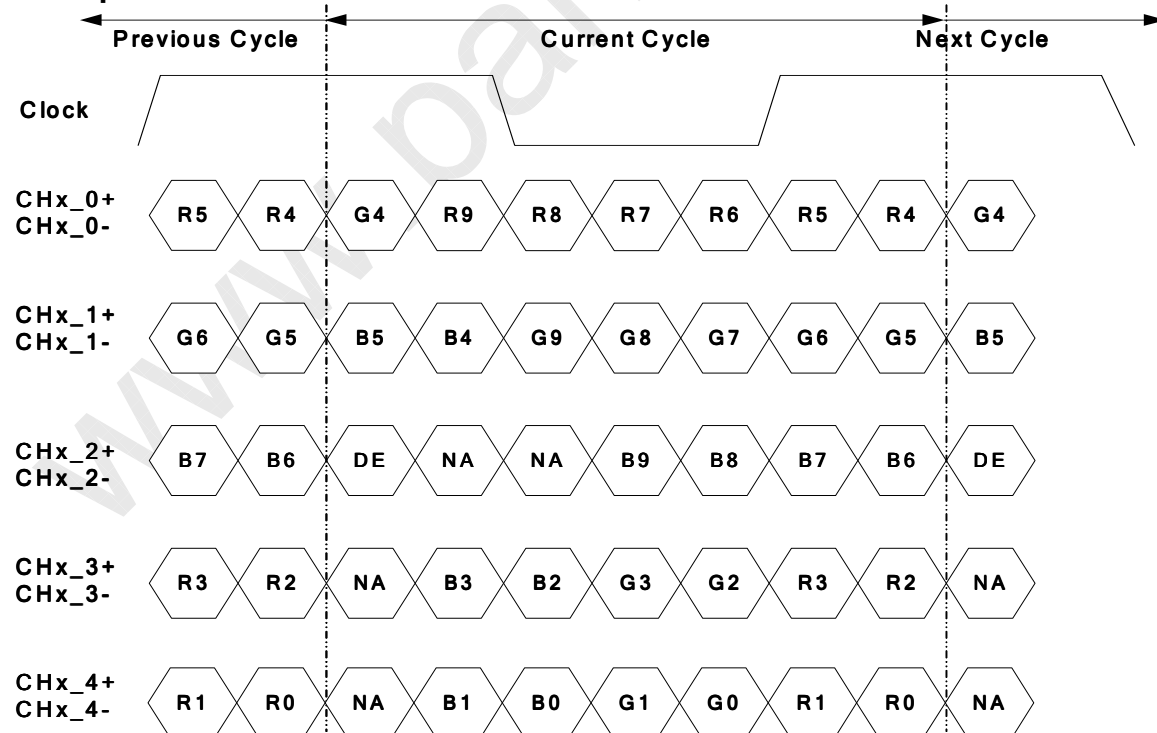 Previous Cycle Current Cycle Next Cycle
Clock
CHx_0+
CHx_0-
R5 R4 G4 R9 R8 R7 R6 R5 R4 G4
CHx_1+
CHx_1-
G6 G5 B5 B4 G9 G8 G7 G6 G5 B5
CHx_2+
CHx_2-
B7 B6 DE NA NA B9 B8 B7 B6 DE
CHx_3+
CHx_3-
R3 R2 NA B3 B2 G3 G2 R3 R2 NA
CHx_4+
CHx_4-
R1 R0 NA B1 B0 G1 G0 R1 R0 NA
www.pa